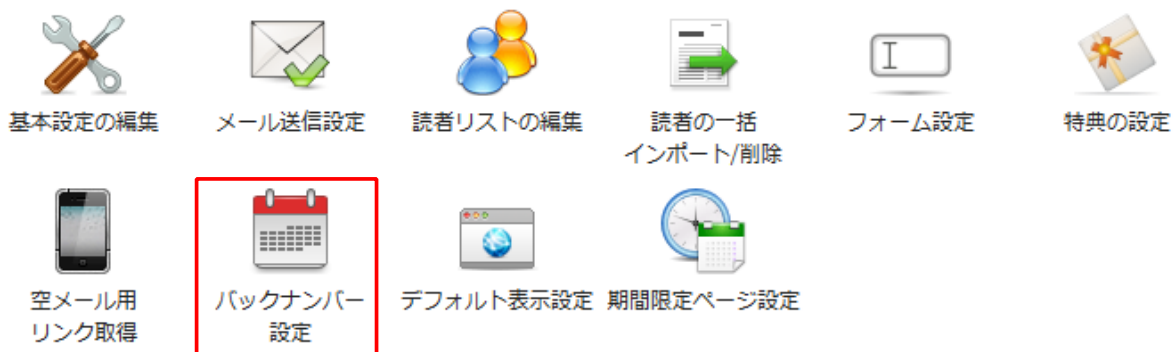 基本設定の編集
メール送信設定
読者リストの編集
読者の一括
インポート/削除
フォーム設定
特典の設定
空メール用
リンク取得
バックナンバー
設定
デフォルト表示設定
期間限定ページ設定